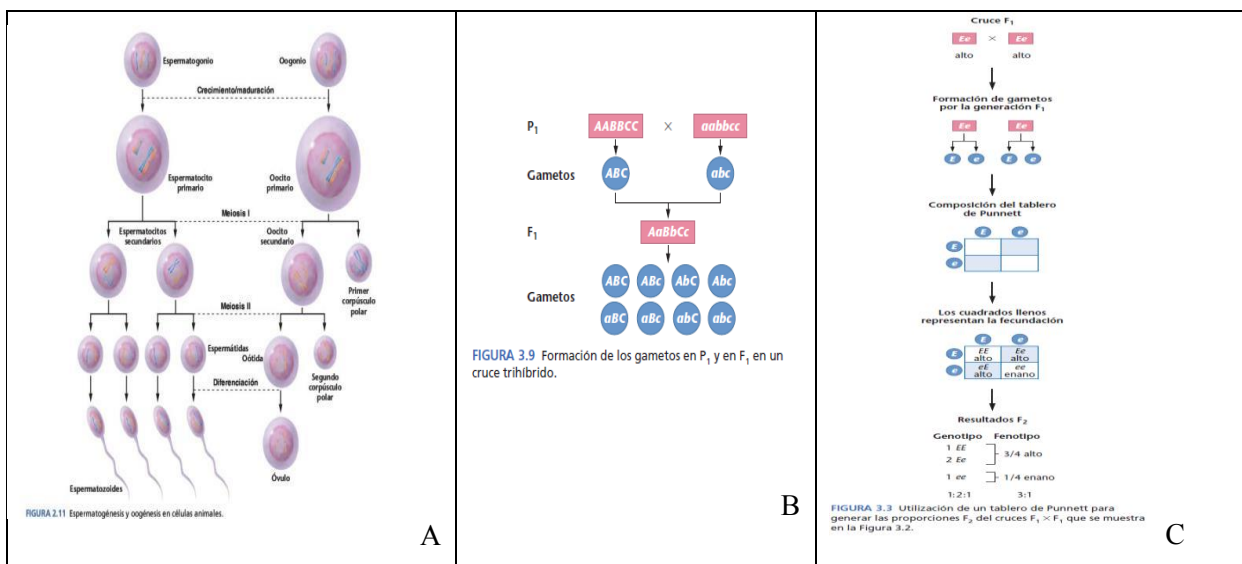 Espermatogonio
Oogonio
Crecimiento/maduración
Espermatocito
primario
Oocito
primario
Meiosis I
Espermatocitos
secundarios
Oocito
secundario
Primer
corpúsculo
polar
Meiosis II
Espermátidas
Oótida
Segundo
corpúsculo
polar
Diferenciación
Espermatozoides
Óvulo
FIGURA 2.11 Espermatogénesis y oogénesis en células animales.
A
P1 AABBCC × aabbcc
Gametos ABC abc
F1 AaBbCc
Gametos
ABC ABc AbC Abc
aBC aBc abC abc
FIGURA 3.9 Formación de los gametos en P1 y en F1 en un
cruce trihíbrido.
B
Cruce F1
Ee × Ee
alto alto
Formación de gametos
por la generación F1
Ee Ee
E e E e
Composición del tablero
de Punnett
E e
E
e
Los cuadrados llenos
representan la fecundación
E e
E EE Ee
alto alto
e eE ee
alto enano
Resultados F2
Genotipo Fenotipo
1 EE
2 Ee
3/4 alto
1 ee 1/4 enano
1:2:1 3:1
FIGURA 3.3 Utilización de un tablero de Punnett para
generar las proporciones F2 del cruces F1 × F1 que se muestra
en la Figura 3.2.
C